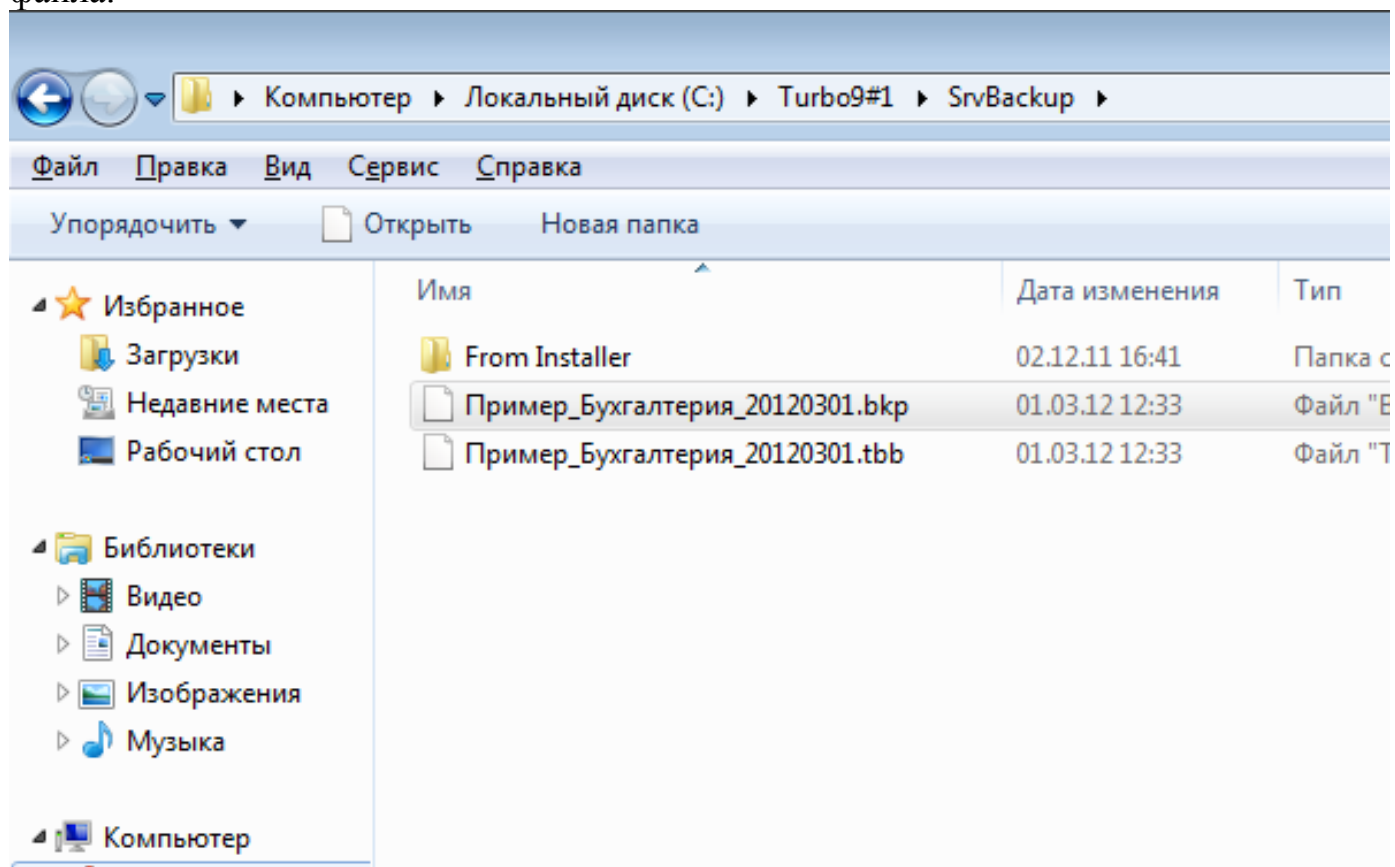 файла.
Компьютер Локальный диск (C:) Turbo9#1 SrvBackup
Файл Правка Вид Сервис Справка
Упорядочить Открыть Новая папка
Имя Дата изменения Тип
Избранное
Загрузки
Недавние места
Рабочий стол
From Installer 02.12.11 16:41 Папка с
Пример_Бухгалтерия_20120301.bkp 01.03.12 12:33 Файл "B
Пример_Бухгалтерия_20120301.tbb 01.03.12 12:33 Файл "T
Библиотеки
Видео
Документы
Изображения
Музыка
Компьютер